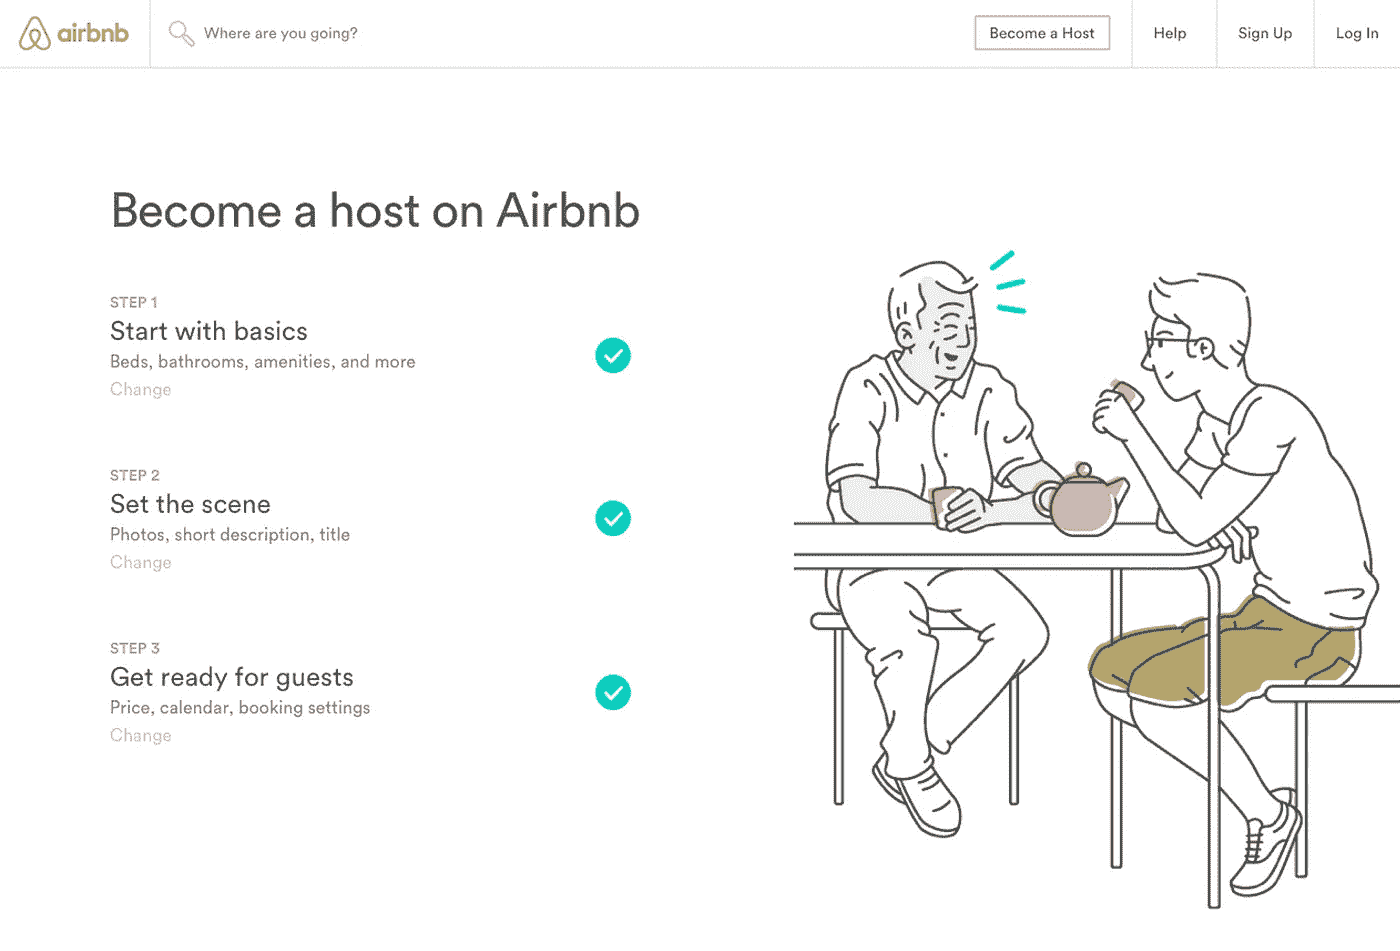 airbnb
Where are you going?
Become a Host
Help
Sign Up
Log In
Become a host on Airbnb
STEP 1
Start with basics
Beds, bathrooms, amenities, and more
Change
STEP 2
Set the scene
Photos, short description, title
Change
STEP 3
Get ready for guests
Price, calendar, booking settings
Change